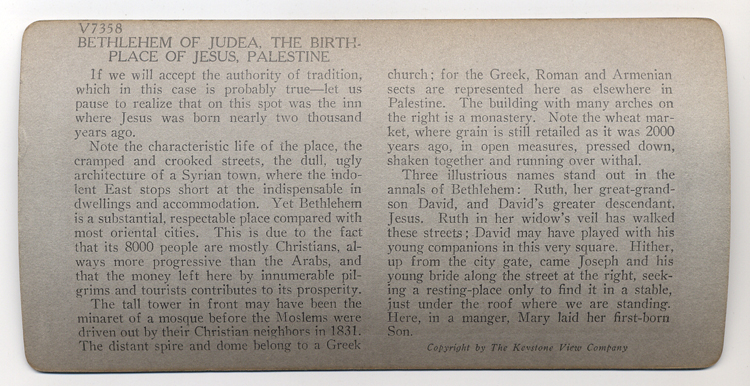 V7358
BETHLEHEM OF JUDEA, THE BIRTH-
PLACE OF JESUS, PALESTINE
If we will accept the authority of tradition,
which in this case is probably true—let us
pause to realize that on this spot was the inn
where Jesus was born nearly two thousand
years ago.
Note the characteristic life of the place, the
cramped and crooked streets, the dull, ugly
architecture of a Syrian town, where the indo-
lent East stops short at the indispensable in
dwellings and accommodation. Yet Bethlehem
is a substantial, respectable place compared with
most oriental cities. This is due to the fact
that its 8000 people are mostly Christians, al-
ways more progressive than the Arabs, and
that the money left here by innumerable pil-
grims and tourists contributes to its prosperity.
The tall tower in front may have been the
minaret of a mosque before the Moslems were
driven out by their Christian neighbors in 1831.
The distant spire and dome belong to a Greek
church; for the Greek, Roman and Armenian
sects are represented here as elsewhere in
Palestine. The building with many arches on
the right is a monastery. Note the wheat mar-
ket, where grain is still retailed as it was 2000
years ago, in open measures, pressed down,
shaken together and running over withal.
Three illustrious names stand out in the
annals of Bethlehem: Ruth, her great-grand-
son David, and David's greater descendant,
Jesus. Ruth in her widow's veil has walked
these streets; David may have played with his
young companions in this very square. Hither,
up from the city gate, came Joseph and his
young bride along the street at the right, seek-
ing a resting-place only to find it in a stable,
just under the roof where we are standing.
Here, in a manger, Mary laid her first-born
Son.
Copyright by The Keystone View Company